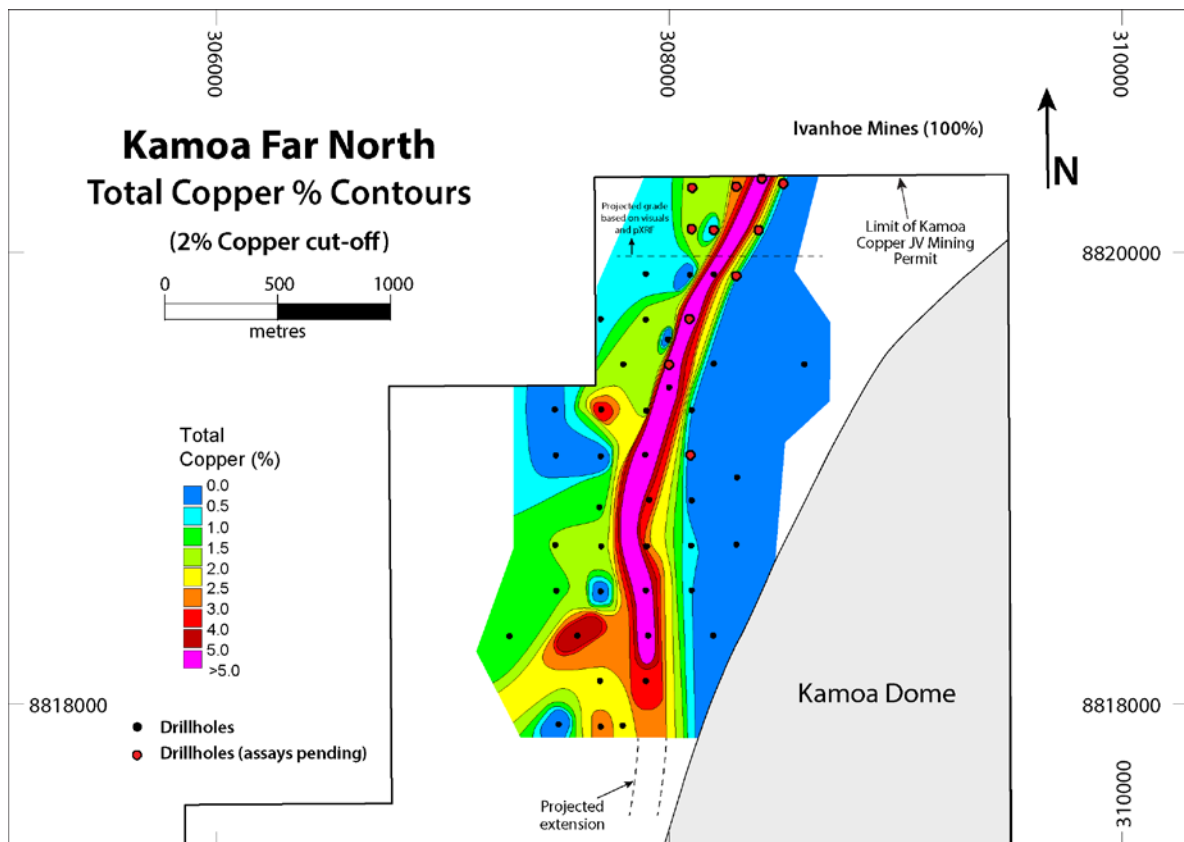 306000
308000
310000
Kamoa Far North
Total Copper % Contours
(2% Copper cut-off)
0 500 1000
metres
Ivanhoe Mines (100%)
N
Projected grade
based on visuals
and pXRF
Limit of Kamoa
Copper JV Mining
Permit
8820000
Total
Copper (%)
0.0
0.5
1.0
1.5
2.0
2.5
3.0
4.0
5.0
>5.0
8818000
8818000
Kamoa Dome
Drillholes
Drillholes (assays pending)
Projected
extension
310000